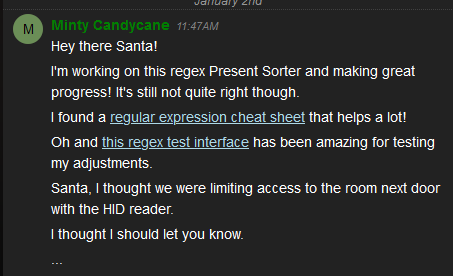 January 2nd
M
Minty Candycane 11:47AM
Hey there Santa!
I'm working on this regex Present Sorter and making great
progress! It's still not quite right though.
I found a regular expression cheat sheet that helps a lot!
Oh and this regex test interface has been amazing for testing
my adjustments.
Santa, I thought we were limiting access to the room next door
with the HID reader.
I thought I should let you know.
...